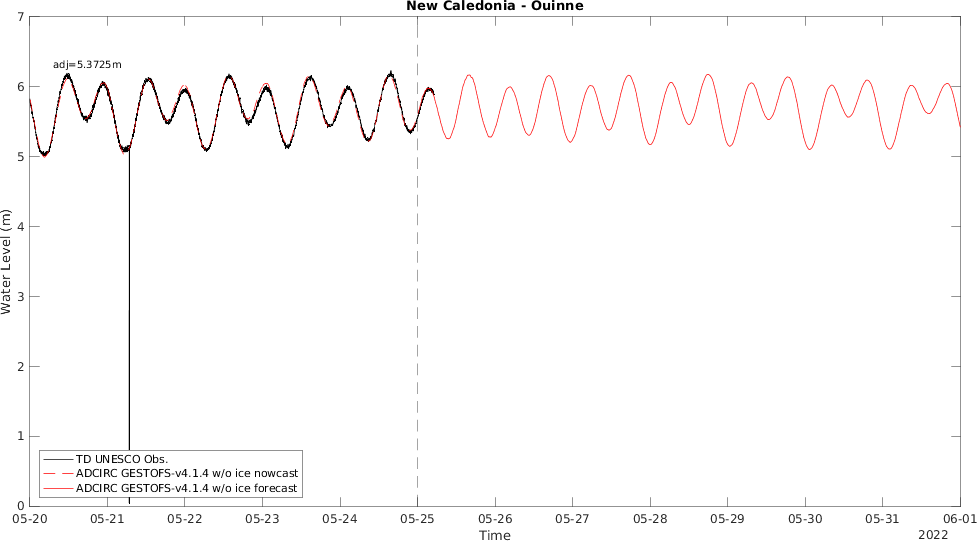 New Caledonia - Ouinne
7
6
5
4
3
2
1
0
adj=5.3725m
Water Level (m)
TD UNESCO Obs.
ADCIRC GESTOFS-v4.1.4 w/o ice nowcast
ADCIRC GESTOFS-v4.1.4 w/o ice forecast
05-20 05-21 05-22 05-23 05-24 05-25 05-26 05-27 05-28 05-29 05-30 05-31 06-01
Time
2022